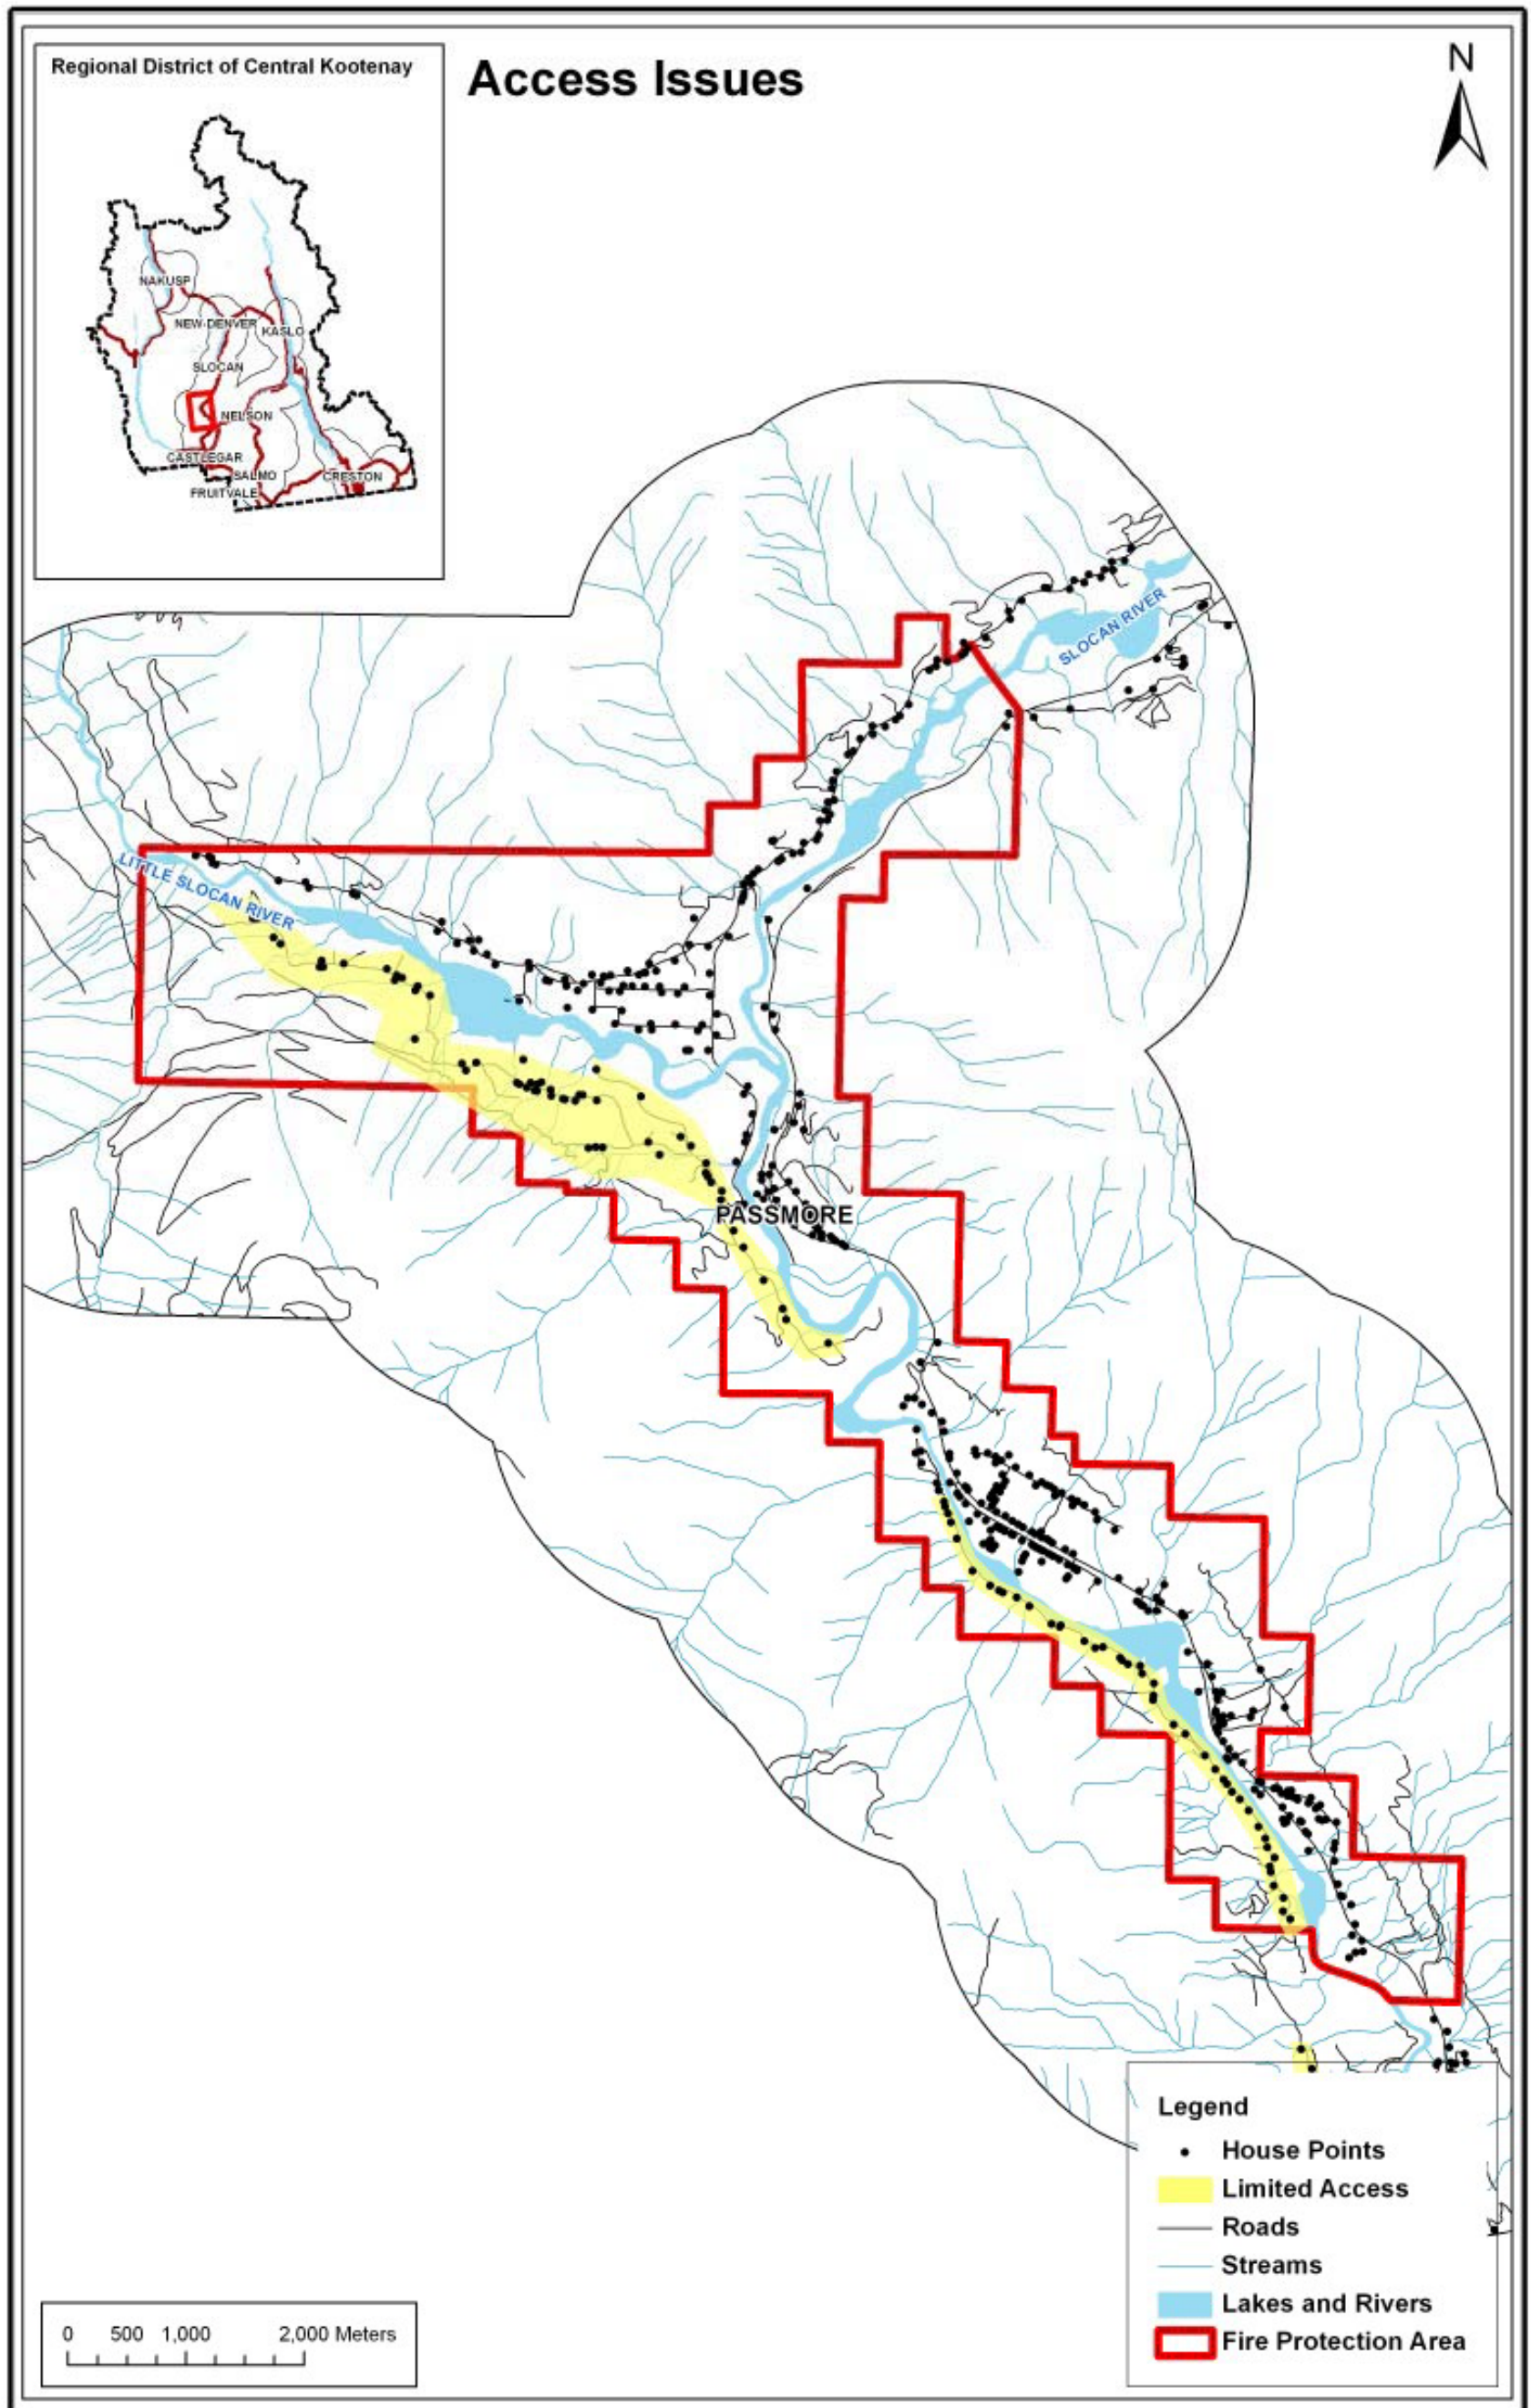 Regional District of Central Kootenay
Access Issues
N
NAKUSP
NEW DENVER
KASLO
SLOCAN
NELSON
CASTLEGAR
SALMO
CRESTON
FRUITVALE
SLOCAN RIVER
LITTLE SLOCAN RIVER
PASSMORE
Legend
House Points
Limited Access
Roads
Streams
Lakes and Rivers
Fire Protection Area
0 500 1,000 2,000 Meters